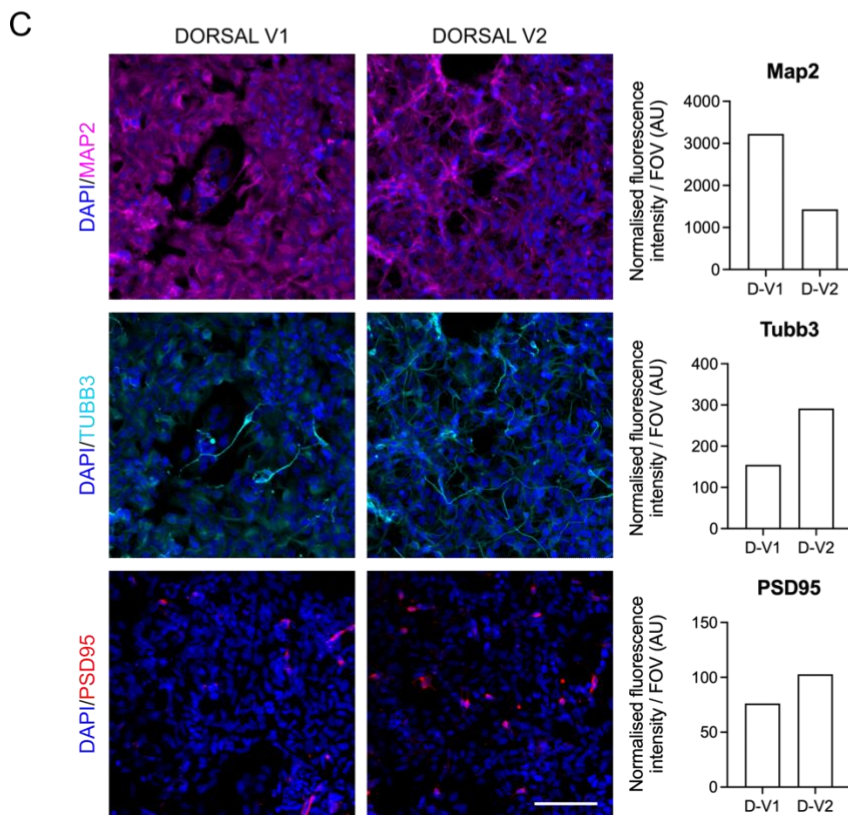 C
DORSAL V1
DORSAL V2
DAPI/MAP2
Map2
Normalised fluorescence
intensity / FOV (AU)
4000
3000
2000
1000
0
D-V1
D-V2
DAPI/TUBB3
Tubb3
Normalised fluorescence
intensity / FOV (AU)
400
300
200
100
0
D-V1
D-V2
DAPI/PSD95
PSD95
Normalised fluorescence
intensity / FOV (AU)
150
100
50
0
D-V1
D-V2